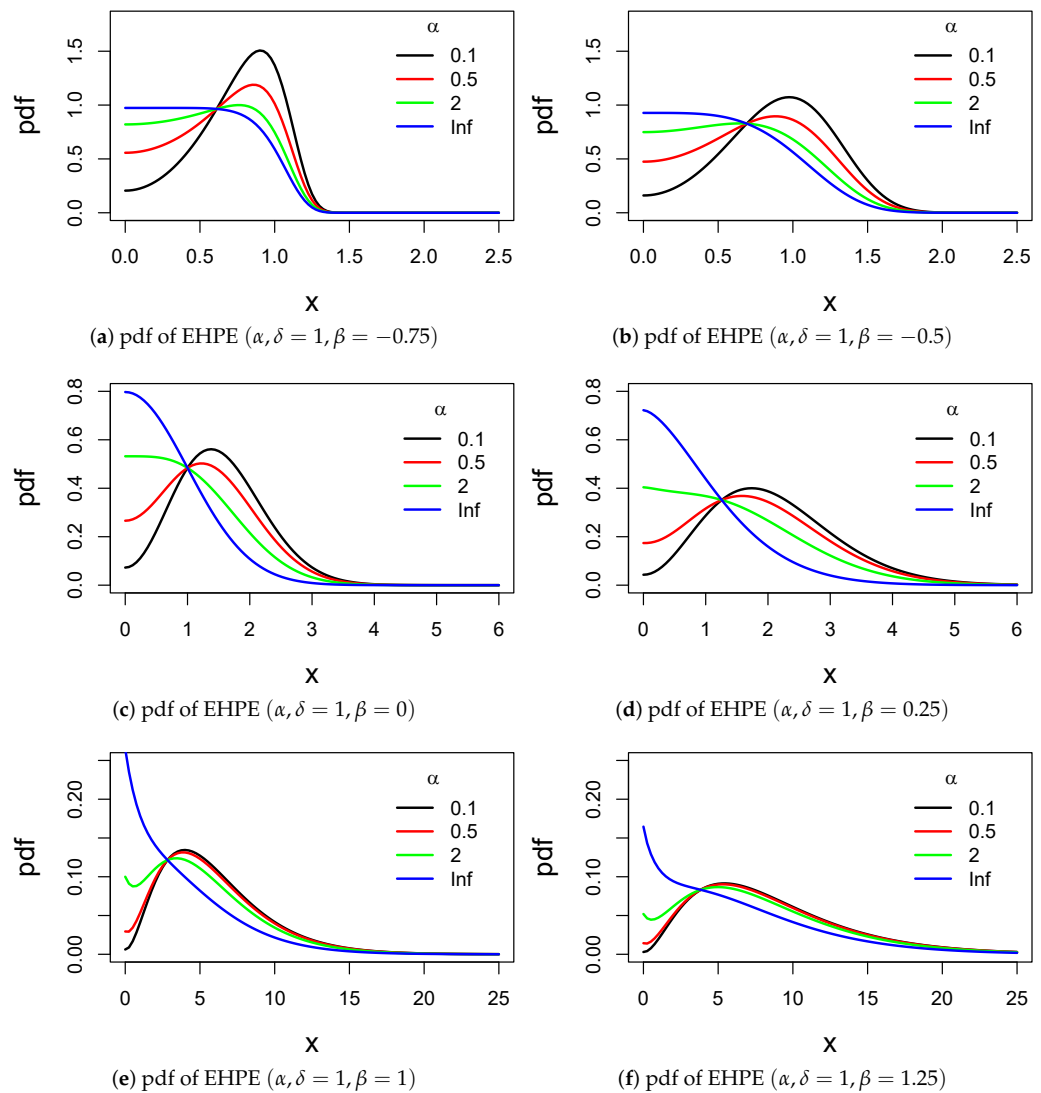 pdf
0.0 0.5 1.0 1.5
α
0.1
0.5
2
Inf
0.0 0.5 1.0 1.5 2.0 2.5
x
(a) pdf of EHPE (α, δ = 1, β = −0.75)
pdf
0.0 0.5 1.0 1.5
α
0.1
0.5
2
Inf
0.0 0.5 1.0 1.5 2.0 2.5
x
(b) pdf of EHPE (α, δ = 1, β = −0.5)
pdf
0.0 0.2 0.4 0.6 0.8
α
0.1
0.5
2
Inf
0 1 2 3 4 5 6
x
(c) pdf of EHPE (α, δ = 1, β = 0)
pdf
0.0 0.2 0.4 0.6 0.8
α
0.1
0.5
2
Inf
0 1 2 3 4 5 6
x
(d) pdf of EHPE (α, δ = 1, β = 0.25)
pdf
0.00 0.10 0.20
α
0.1
0.5
2
Inf
0 5 10 15 20 25
x
(e) pdf of EHPE (α, δ = 1, β = 1)
pdf
0.00 0.10 0.20
α
0.1
0.5
2
Inf
0 5 10 15 20 25
x
(f) pdf of EHPE (α, δ = 1, β = 1.25)